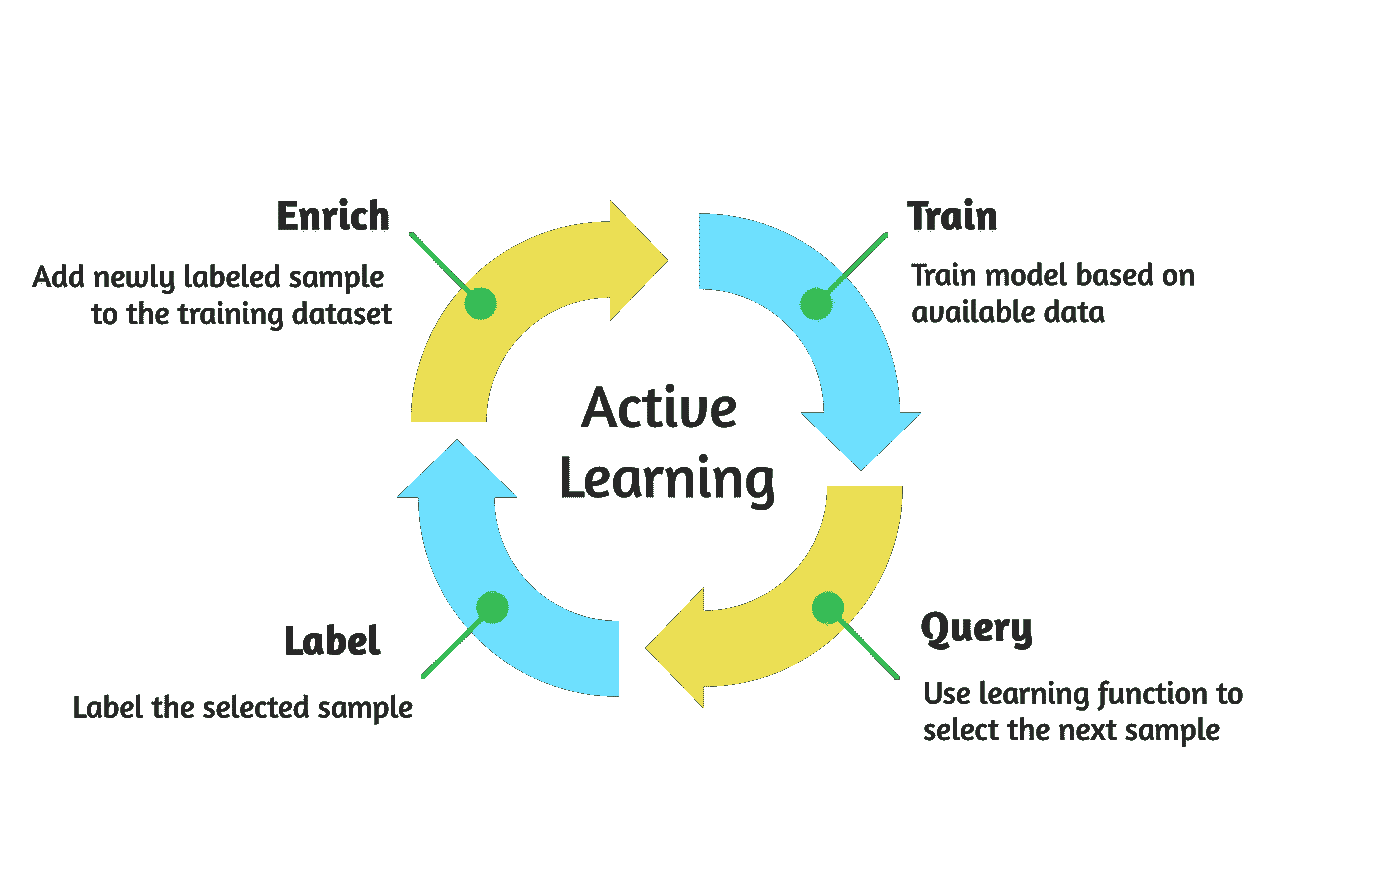 Enrich
Add newly labeled sample
to the training dataset
Train
Train model based on
available data
Active
Learning
Label
Label the selected sample
Query
Use learning function to
select the next sample